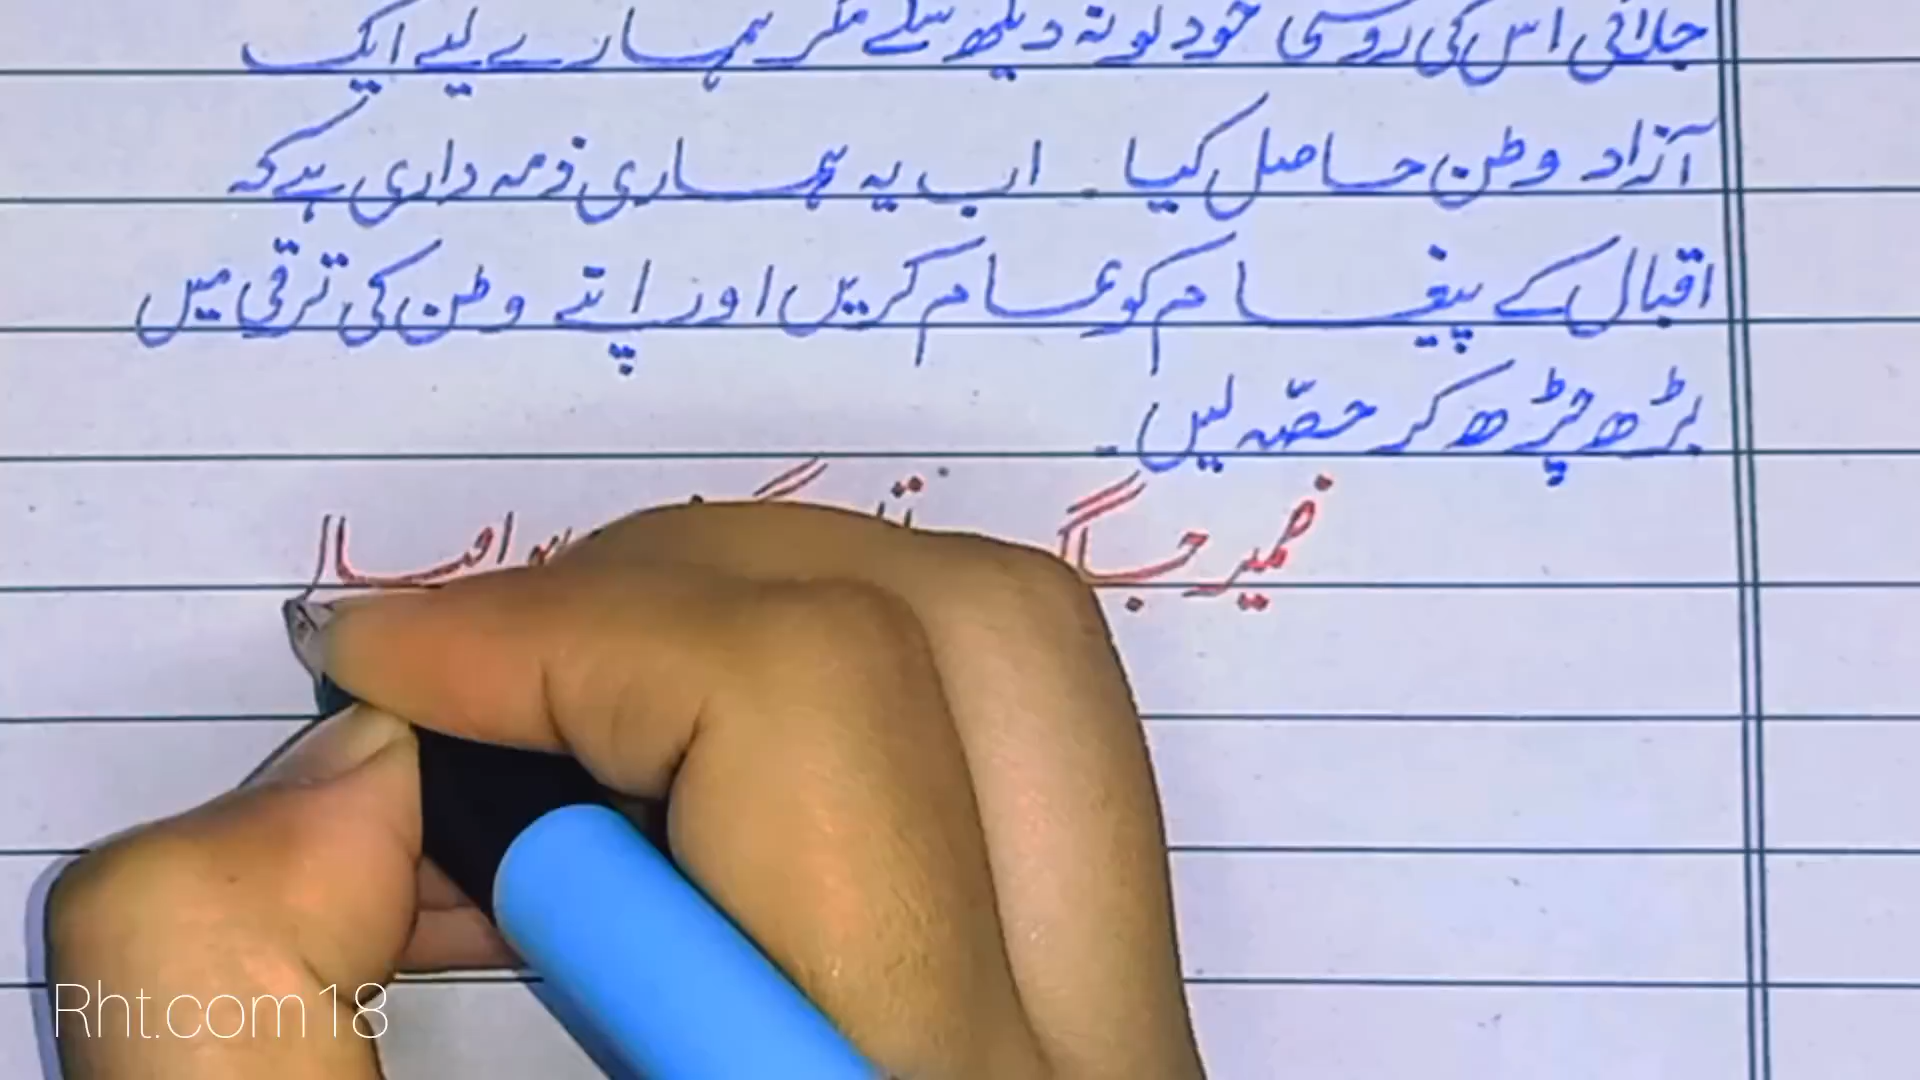 جلائی اس کی روشنی خود تو نہ دیکھ سکے مگر ہمارے لیے ایک
آزاد وطن حاصل کیا ۔ اب یہ ہماری ذمہ داری ہے کہ
اقبال کے پیغام کو عام کریں اور اپنے وطن کی ترقی میں
بڑھ چڑھ کر حصّہ لیں ۔
ضمیر جاگ
Rht.com18